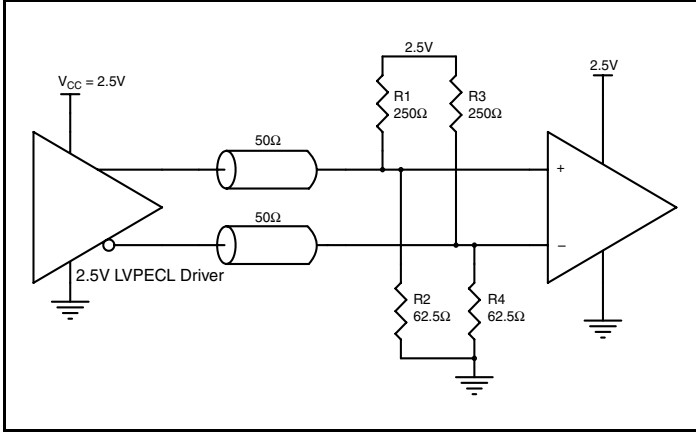 2.5V
V_CC = 2.5V
2.5V
R1
250Ω
R3
250Ω
50Ω
+
50Ω
–
2.5V LVPECL Driver
R2
62.5Ω
R4
62.5Ω